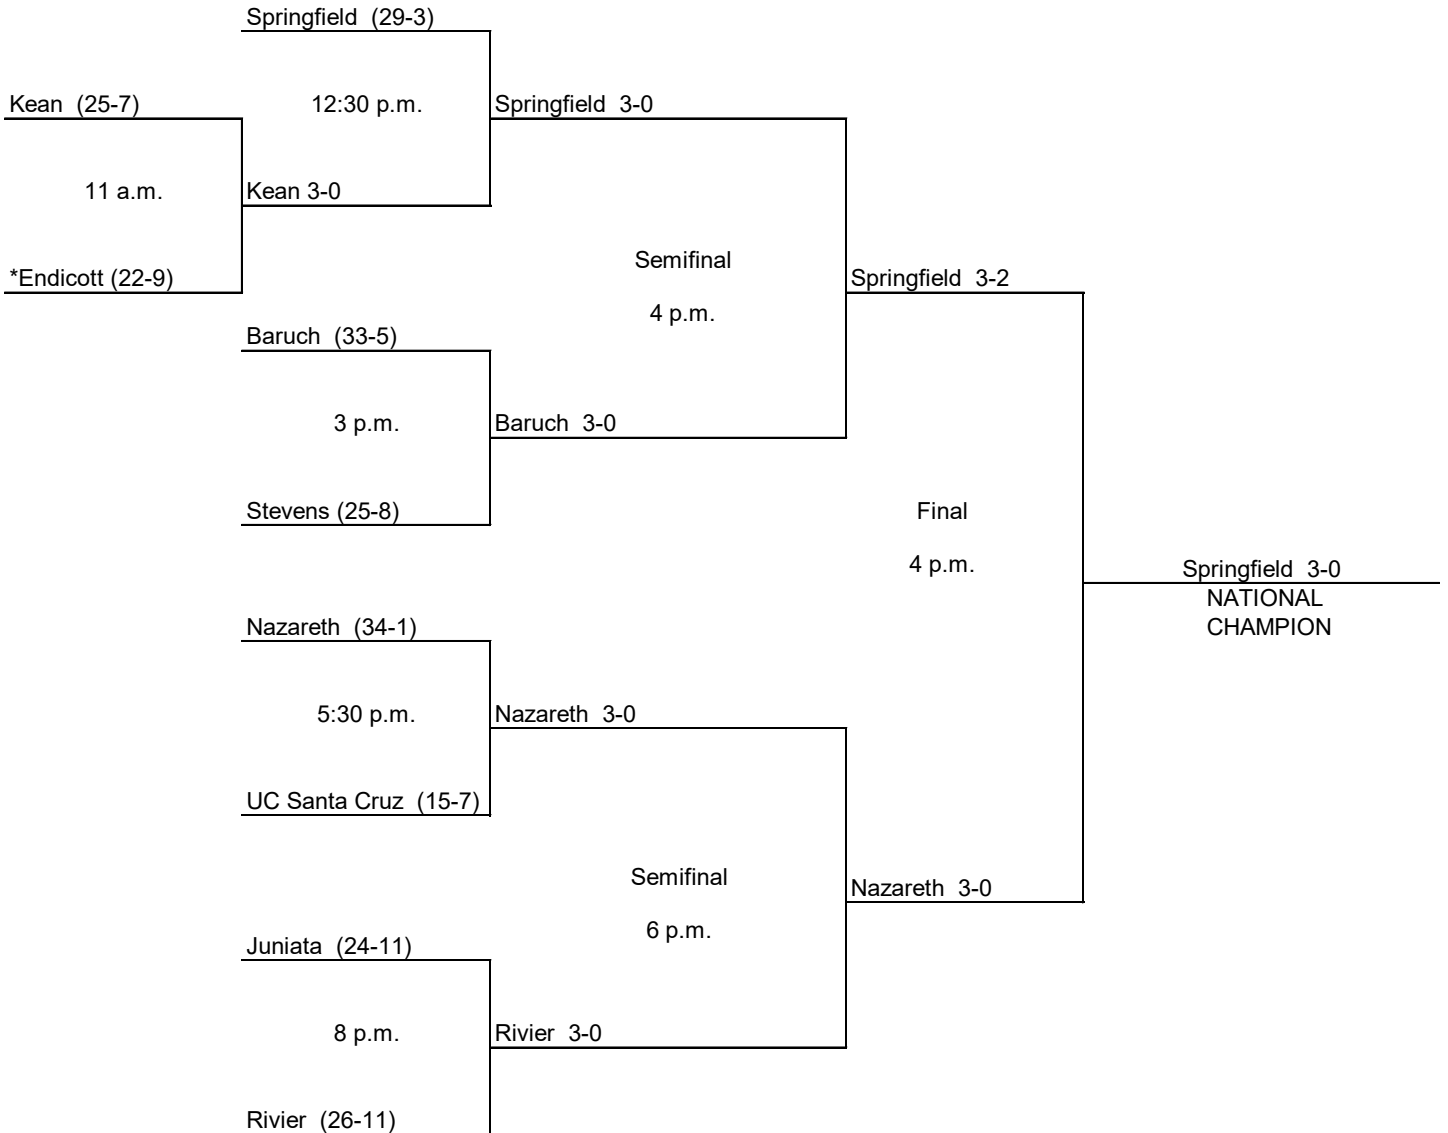 Springfield (29-3)
Kean (25-7)
12:30 p.m.
Springfield 3-0
11 a.m.
Kean 3-0
*Endicott (22-9)
Semifinal
4 p.m.
Springfield 3-2
Baruch (33-5)
3 p.m.
Baruch 3-0
Stevens (25-8)
Final
4 p.m.
Springfield 3-0
NATIONAL
CHAMPION
Nazareth (34-1)
5:30 p.m.
Nazareth 3-0
UC Santa Cruz (15-7)
Semifinal
6 p.m.
Nazareth 3-0
Juniata (24-11)
8 p.m.
Rivier 3-0
Rivier (26-11)